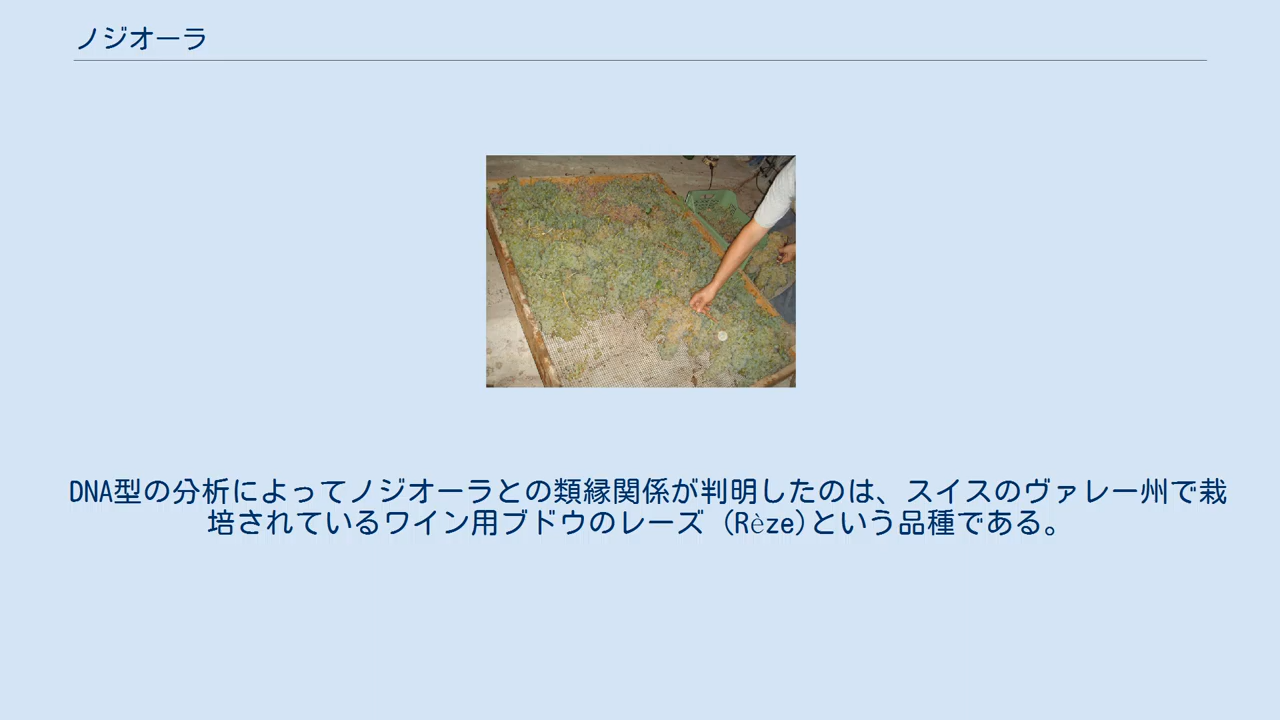 ノジオーラ
DNA型の分析によってノジオーラとの類縁関係が判明したのは、スイスのヴァレー州で栽
培されているワイン用ブドウのレーズ (Rèze)という品種である。